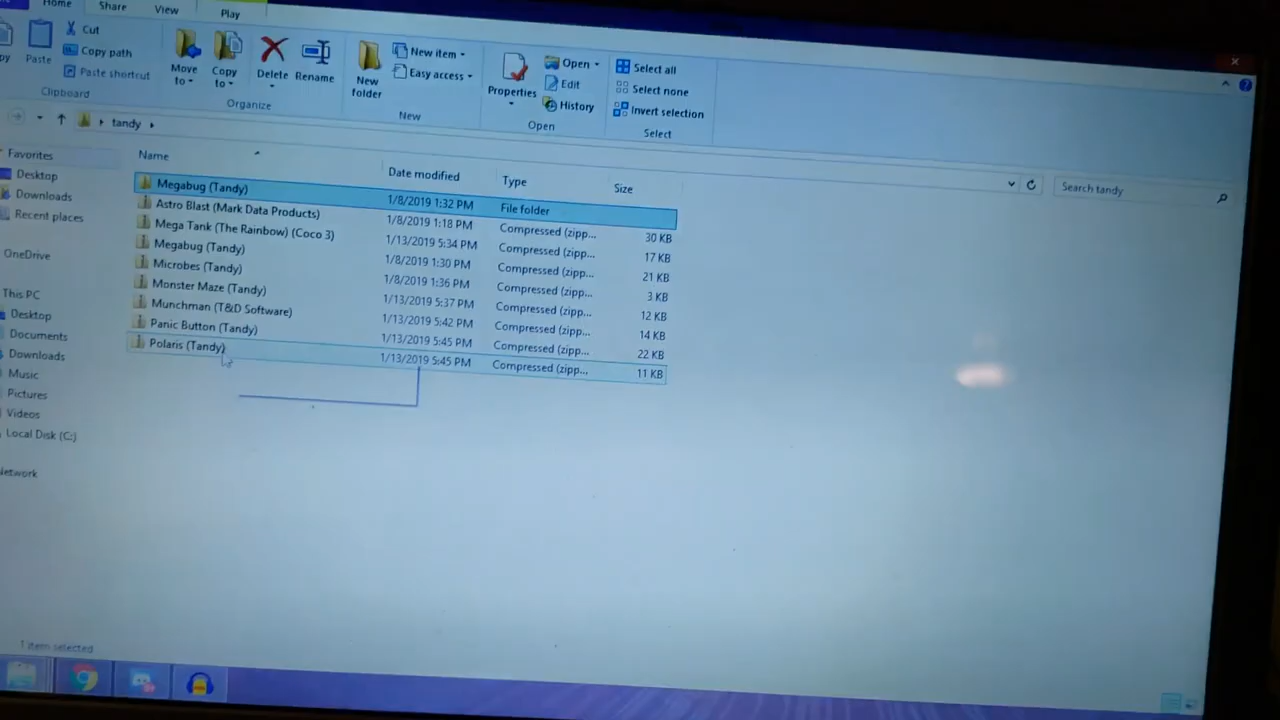 Home Share View Play
Cut
Copy path
Paste shortcut
Paste
Clipboard
Move to
Copy to
Delete
Rename
Organize
New folder
New item
Easy access
New
Properties
Open
Edit
History
Open
Select all
Select none
Invert selection
Select
tandy
Search tandy
Name Date modified Type Size
Megabug (Tandy) 1/8/2019 1:32 PM File folder
Astro Blast (Mark Data Products) 1/8/2019 1:18 PM Compressed (zipp... 30 KB
Mega Tank (The Rainbow) (Coco 3) 1/13/2019 5:34 PM Compressed (zipp... 17 KB
Megabug (Tandy) 1/8/2019 1:30 PM Compressed (zipp... 21 KB
Microbes (Tandy) 1/8/2019 1:36 PM Compressed (zipp... 3 KB
Monster Maze (Tandy) 1/13/2019 5:37 PM Compressed (zipp... 12 KB
Munchman (T&D Software) 1/13/2019 5:42 PM Compressed (zipp... 14 KB
Panic Button (Tandy) 1/13/2019 5:45 PM Compressed (zipp... 22 KB
Polaris (Tandy) 1/13/2019 5:45 PM Compressed (zipp... 11 KB
Favorites
Desktop
Downloads
Recent places
OneDrive
This PC
Desktop
Documents
Downloads
Music
Pictures
Videos
Local Disk (C:)
Network
1 item selected